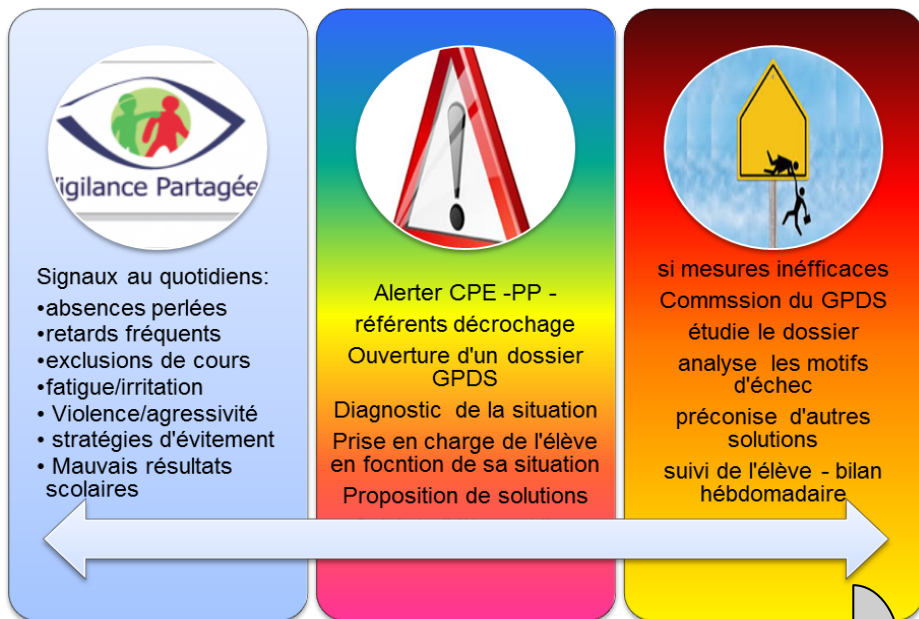 Vigilance Partagée
Signaux au quotidiens:
•absences perlées
•retards fréquents
•exclusions de cours
•fatigue/irritation
• Violence/agressivité
• stratégies d'évitement
• Mauvais résultats
scolaires
Alerter CPE -PP -
référents décrochage
Ouverture d'un dossier
GPDS
Diagnostic de la situation
Prise en charge de l'élève
en focntion de sa situation
Proposition de solutions
si mesures inéfficaces
Commssion du GPDS
étudie le dossier
analyse les motifs
d'échec
préconise d'autres
solutions
suivi de l'élève - bilan
hébdomadaire